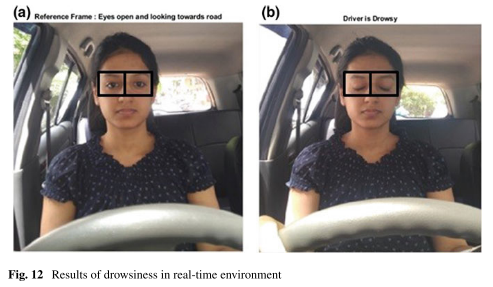 (a) Reference Frame : Eyes open and looking towards road
(b) Driver is Drowsy
Fig. 12 Results of drowsiness in real-time environment